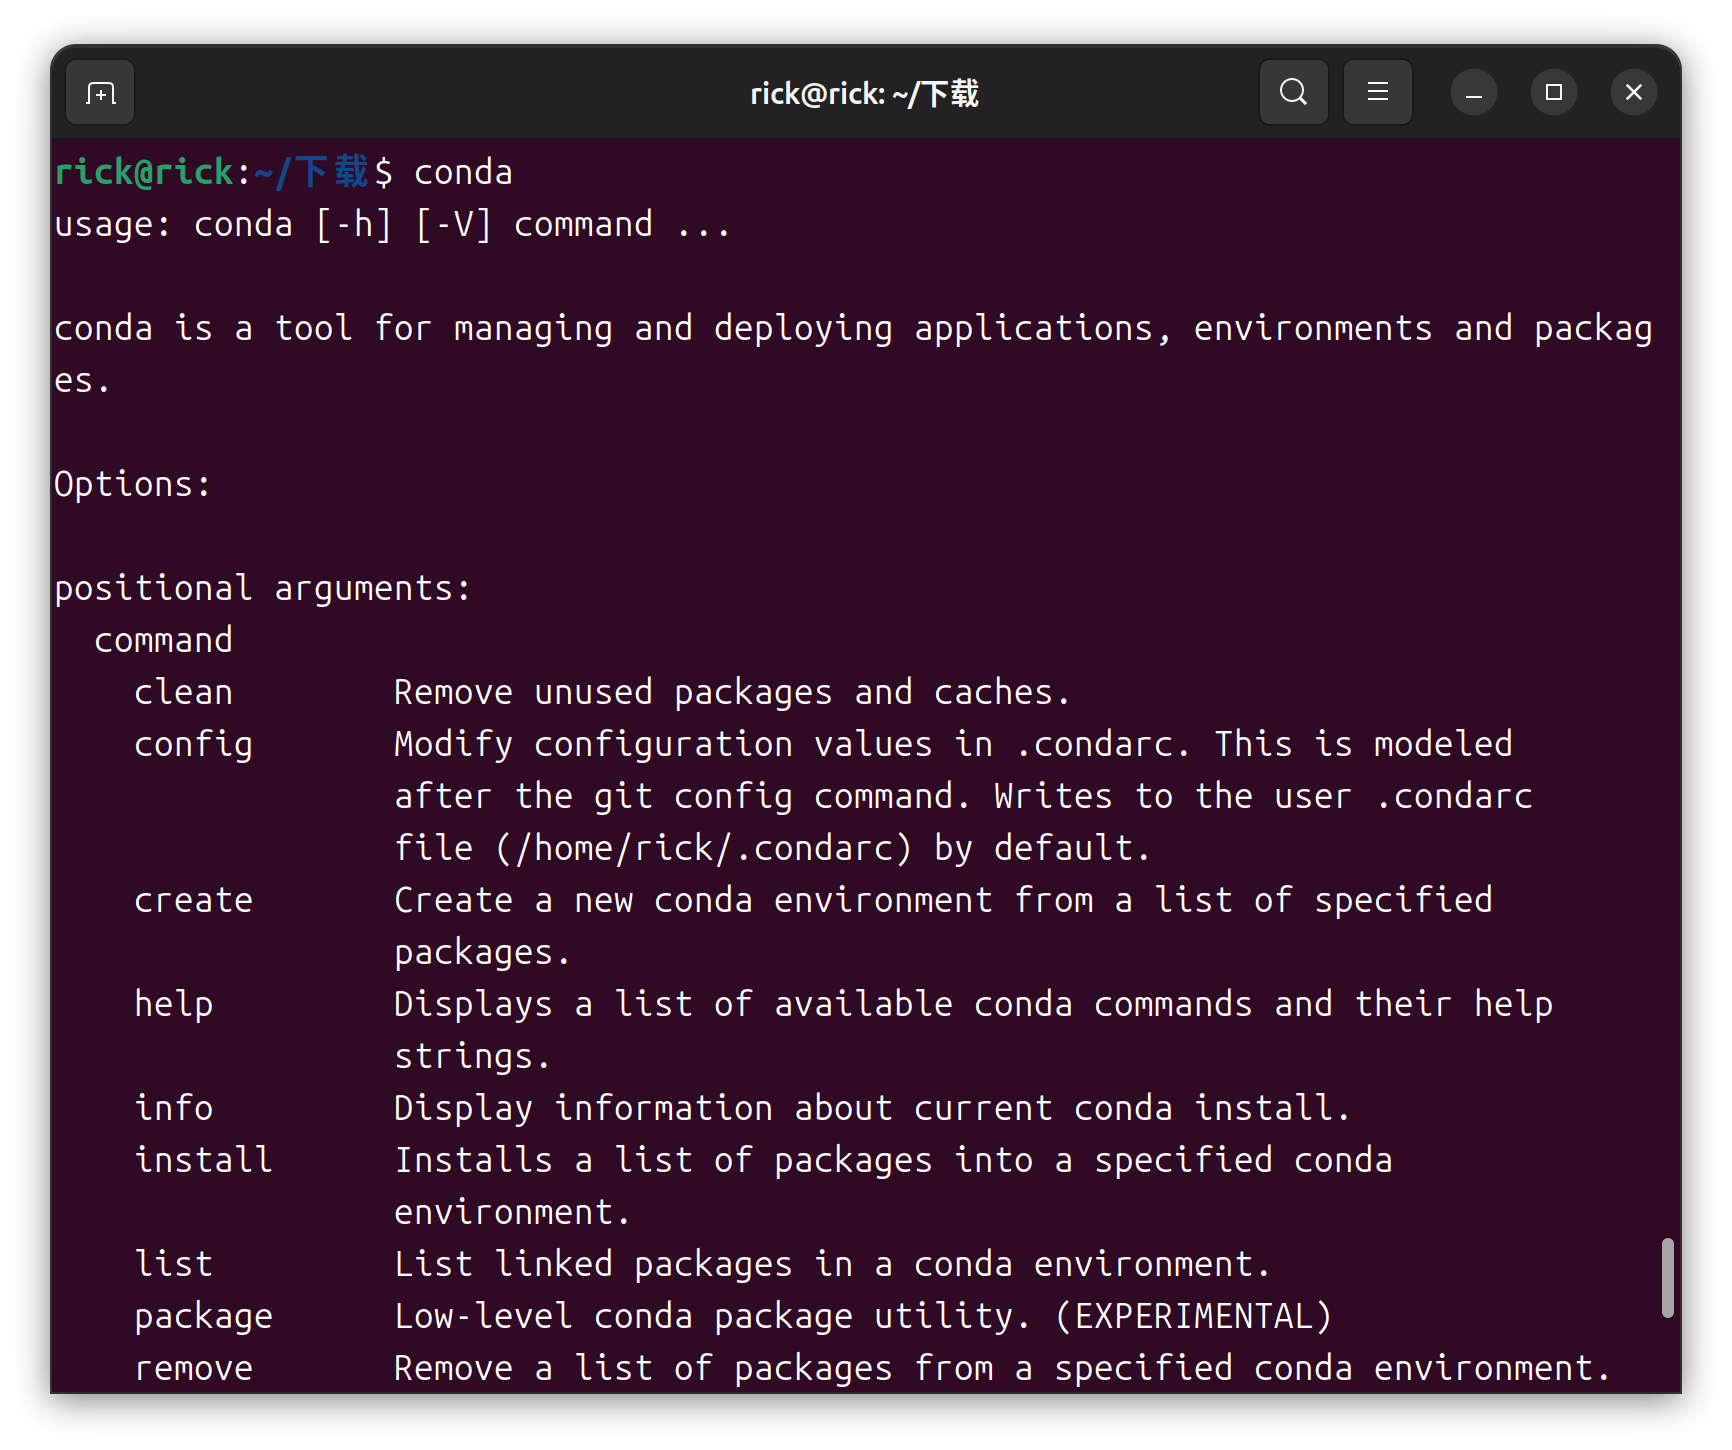 rick@rick: ~/下载
rick@rick:~/下载$ conda
usage: conda [-h] [-V] command ...
conda is a tool for managing and deploying applications, environments and packag
es.
Options:
positional arguments:
  command
    clean        Remove unused packages and caches.
    config       Modify configuration values in .condarc. This is modeled
                 after the git config command. Writes to the user .condarc
                 file (/home/rick/.condarc) by default.
    create       Create a new conda environment from a list of specified
                 packages.
    help         Displays a list of available conda commands and their help
                 strings.
    info         Display information about current conda install.
    install      Installs a list of packages into a specified conda
                 environment.
    list         List linked packages in a conda environment.
    package      Low-level conda package utility. (EXPERIMENTAL)
    remove       Remove a list of packages from a specified conda environment.